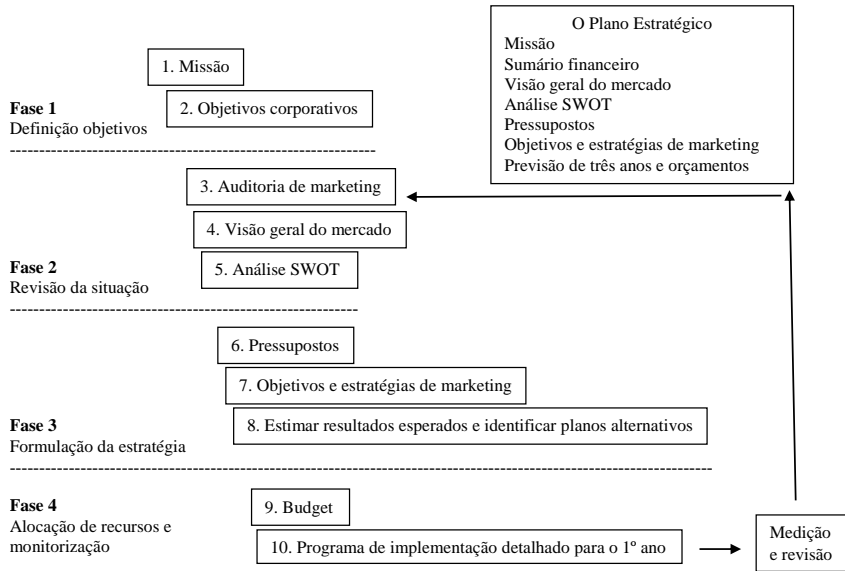 O Plano Estratégico
Missão
Sumário financeiro
Visão geral do mercado
Análise SWOT
Pressupostos
Objetivos e estratégias de marketing
Previsão de três anos e orçamentos
1. Missão
Fase 1
Definição objetivos
2. Objetivos corporativos
3. Auditoria de marketing
4. Visão geral do mercado
Fase 2
Revisão da situação
5. Análise SWOT
6. Pressupostos
7. Objetivos e estratégias de marketing
Fase 3
Formulação da estratégia
8. Estimar resultados esperados e identificar planos alternativos
Fase 4
Alocação de recursos e
monitorização
9. Budget
10. Programa de implementação detalhado para o 1º ano
Medição
e revisão